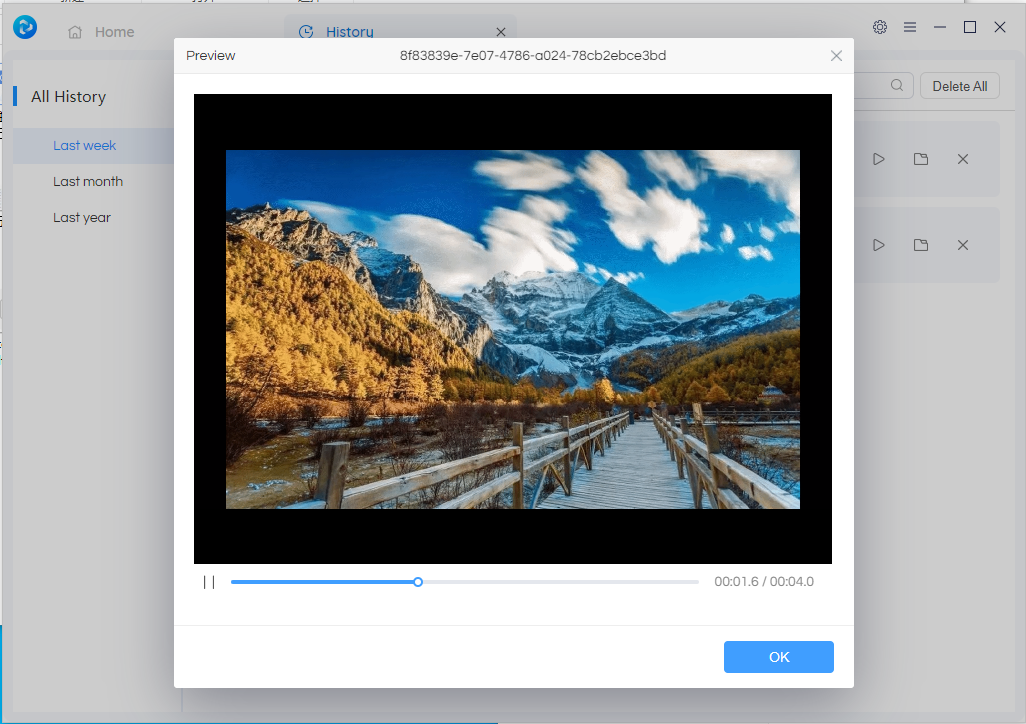 Home
History
Preview
8f83839e-7e07-4786-a024-78cb2ebce3bd
All History
Delete All
Last week
Last month
Last year
00:01.6 / 00:04.0
OK